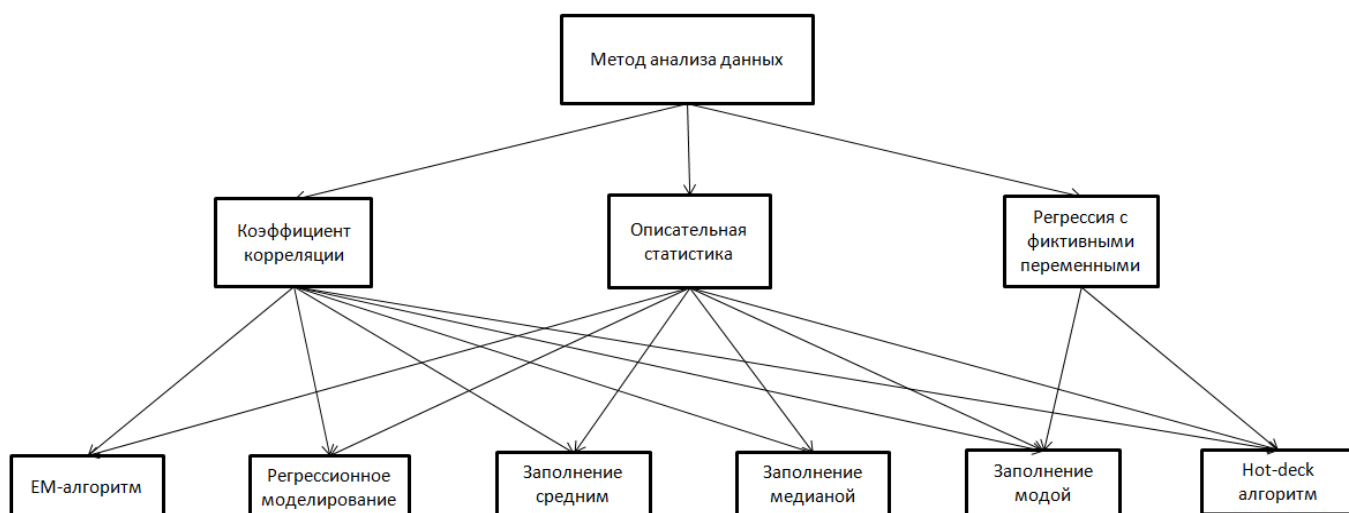 Метод анализа данных
Коэффициент
корреляции
Описательная
статистика
Регрессия с
фиктивными
переменными
EM-алгоритм
Регрессионное
моделирование
Заполнение
средним
Заполнение
медианой
Заполнение
модой
Hot-deck
алгоритм